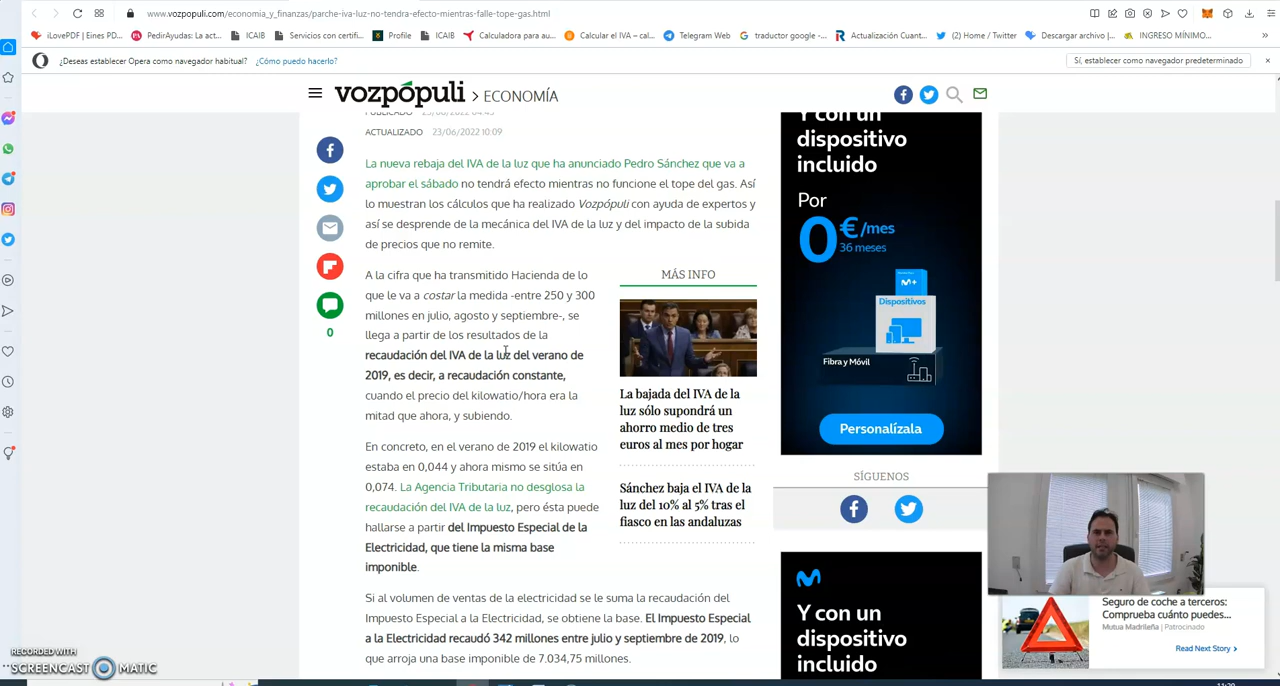 www.vozpopuli.com/economia_y_finanzas/parche-iva-luz-no-tendra-efecto-mientras-falle-tope-gas.html
iLovePDF | Eines PD...
PedirAyudas: La act...
ICAIB
Servicios con certifi...
Profile
ICAIB
Calculadora para au...
Calcular el IVA – cal...
Telegram Web
traductor google -...
Actualización Cuant...
(2) Home / Twitter
Descargar archivo |...
INGRESO MÍNIMO...
¿Deseas establecer Opera como navegador habitual? ¿Cómo puedo hacerlo?
Sí, establecer como navegador predeterminado
vozpópuli > ECONOMÍA
PUBLICADO 23/06/2022 04:45
ACTUALIZADO 23/06/2022 10:09
La nueva rebaja del IVA de la luz que ha anunciado Pedro Sánchez que va a
aprobar el sábado no tendrá efecto mientras no funcione el tope del gas. Así
lo muestran los cálculos que ha realizado Vozpópuli con ayuda de expertos y
así se desprende de la mecánica del IVA de la luz y del impacto de la subida
de precios que no remite.
A la cifra que ha transmitido Hacienda de lo
que le va a costar la medida -entre 250 y 300
millones en julio, agosto y septiembre-, se
llega a partir de los resultados de la
recaudación del IVA de la luz del verano de
2019, es decir, a recaudación constante,
cuando el precio del kilowatio/hora era la
mitad que ahora, y subiendo.
En concreto, en el verano de 2019 el kilowatio
estaba en 0,044 y ahora mismo se sitúa en
0,074. La Agencia Tributaria no desglosa la
recaudación del IVA de la luz, pero ésta puede
hallarse a partir del Impuesto Especial de la
Electricidad, que tiene la misma base
imponible.
Si al volumen de ventas de la electricidad se le suma la recaudación del
Impuesto Especial a la Electricidad, se obtiene la base. El Impuesto Especial
a la Electricidad recaudó 342 millones entre julio y septiembre de 2019, lo
que arroja una base imponible de 7.034,75 millones.
0
MÁS INFO
La bajada del IVA de la
luz sólo supondrá un
ahorro medio de tres
euros al mes por hogar
Sánchez baja el IVA de la
luz del 10% al 5% tras el
fiasco en las andaluzas
Y con un
dispositivo
incluido
Por
0 € /mes
36 meses
M+
Dispositivos
Fibra y Móvil
Personalízala
SÍGUENOS
Y con un
dispositivo
incluido
Seguro de coche a terceros:
Comprueba cuánto puedes...
Mutua Madrileña | Patrocinado
Read Next Story >
RECORDED WITH
SCREENCAST MATIC